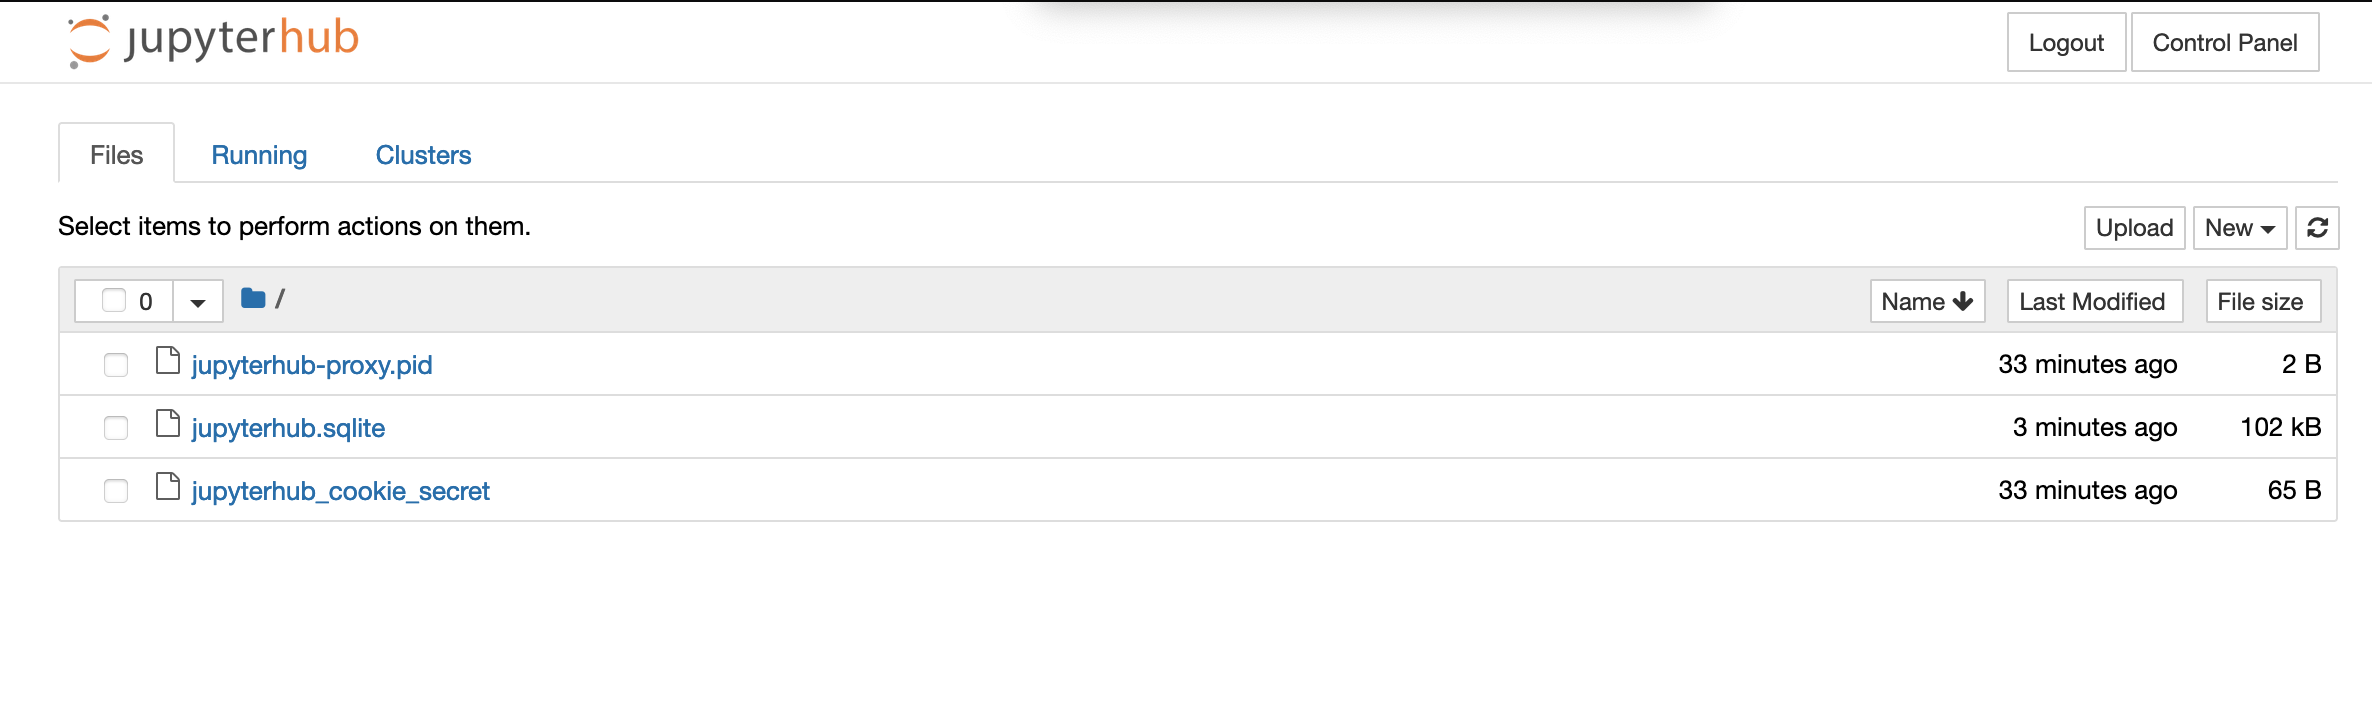 jupyterhub
Logout Control Panel
Files Running Clusters
Select items to perform actions on them.
Upload New
0 / Name Last Modified File size
jupyterhub-proxy.pid 33 minutes ago 2 B
jupyterhub.sqlite 3 minutes ago 102 kB
jupyterhub_cookie_secret 33 minutes ago 65 B